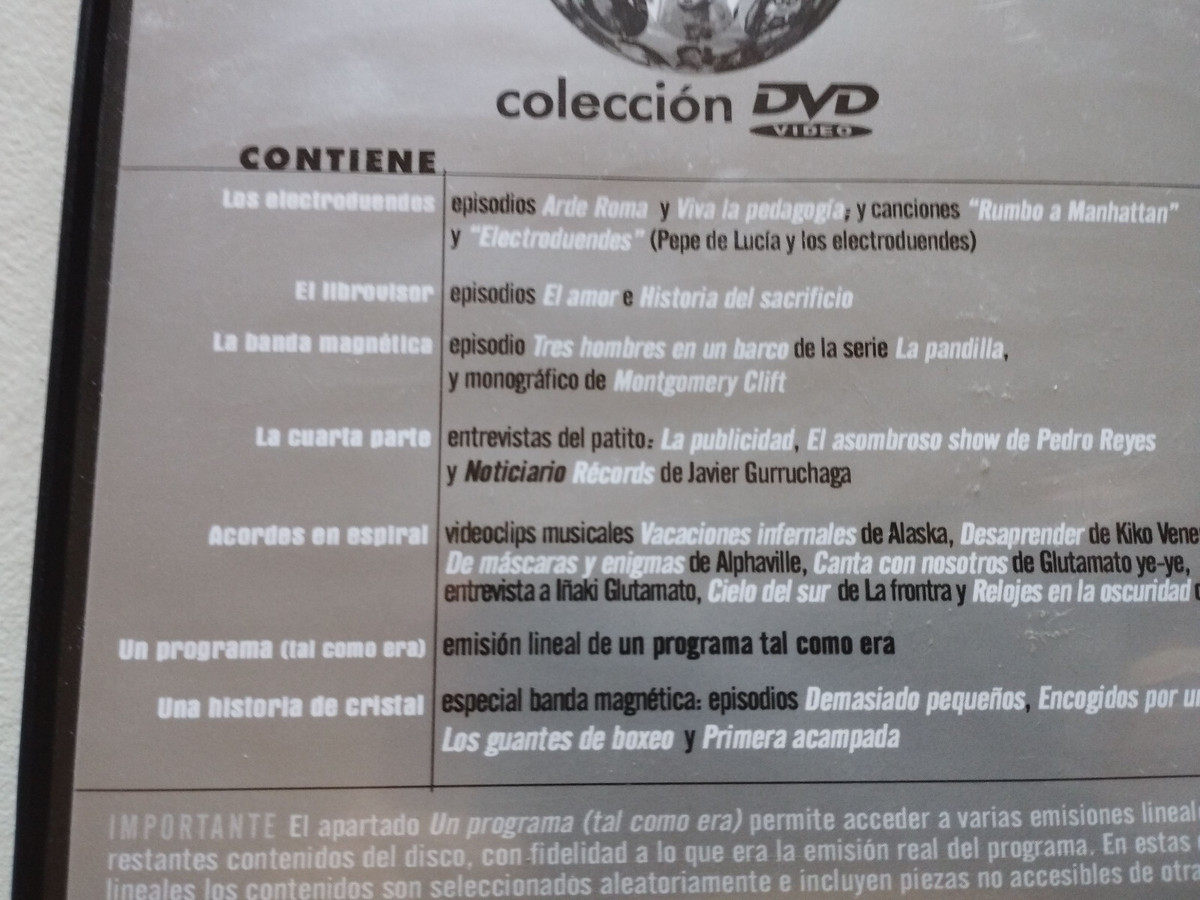 colección DVD
VIDEO
CONTIENE
Los electroduendes episodios Arde Roma y Viva la pedagogía; y canciones "Rumbo a Manhattan"
y "Electroduendes" (Pepe de Lucía y los electroduendes)
El librovisor episodios El amor e Historia del sacrificio
La banda magnética episodio Tres hombres en un barco de la serie La pandilla,
y monográfico de Montgomery Clift
La cuarta parte entrevistas del patito: La publicidad, El asombroso show de Pedro Reyes
y Noticiario Récords de Javier Gurruchaga
Acordes en espiral videoclips musicales Vacaciones infernales de Alaska, Desaprender de Kiko Vene
De máscaras y enigmas de Alphaville, Canta con nosotros de Glutamato ye-ye,
entrevista a Iñaki Glutamato, Cielo del sur de La frontra y Relojes en la oscuridad
Un programa (tal como era) emisión lineal de un programa tal como era
Una historia de cristal especial banda magnética: episodios Demasiado pequeños, Encogidos por un
Los guantes de boxeo y Primera acampada
IMPORTANTE El apartado Un programa (tal como era) permite acceder a varias emisiones lineal
restantes contenidos del disco, con fidelidad a lo que era la emisión real del programa. En estas
lineales los contenidos son seleccionados aleatoriamente e incluyen piezas no accesibles de otra